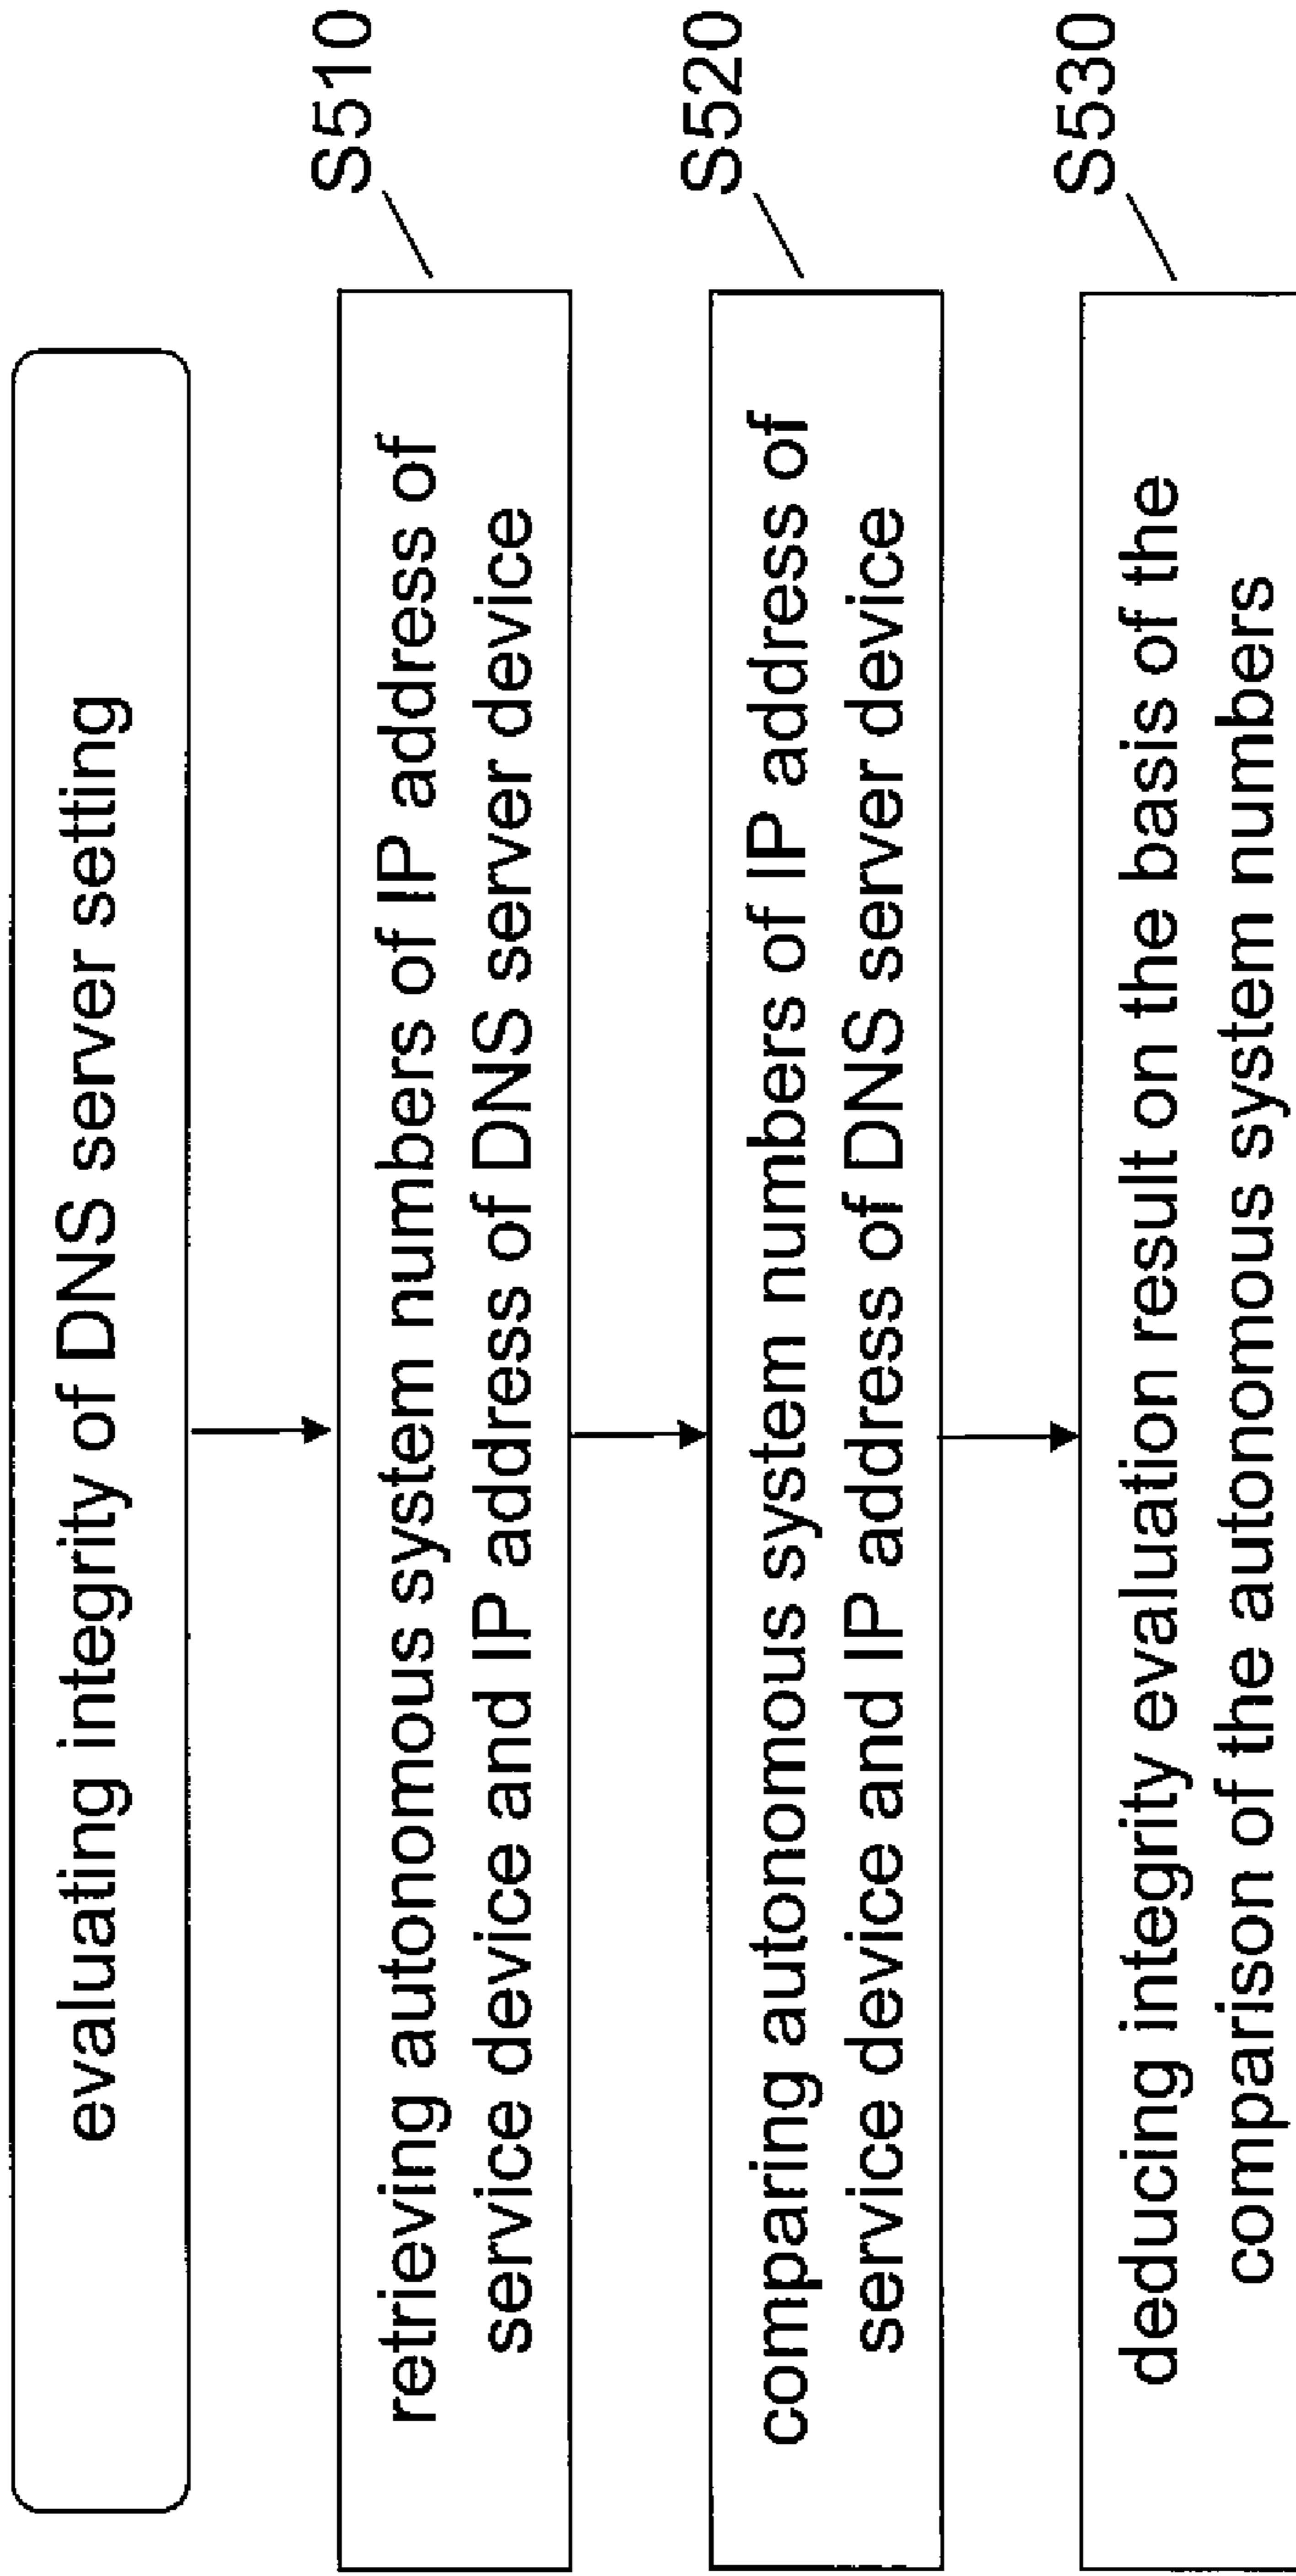 evaluating integrity of DNS server setting
S510
retrieving autonomous system numbers of IP address of
service device and IP address of DNS server device
S520
comparing autonomous system numbers of IP address of
service device and IP address of DNS server device
S530
deducing integrity evaluation result on the basis of the
comparison of the autonomous system numbers